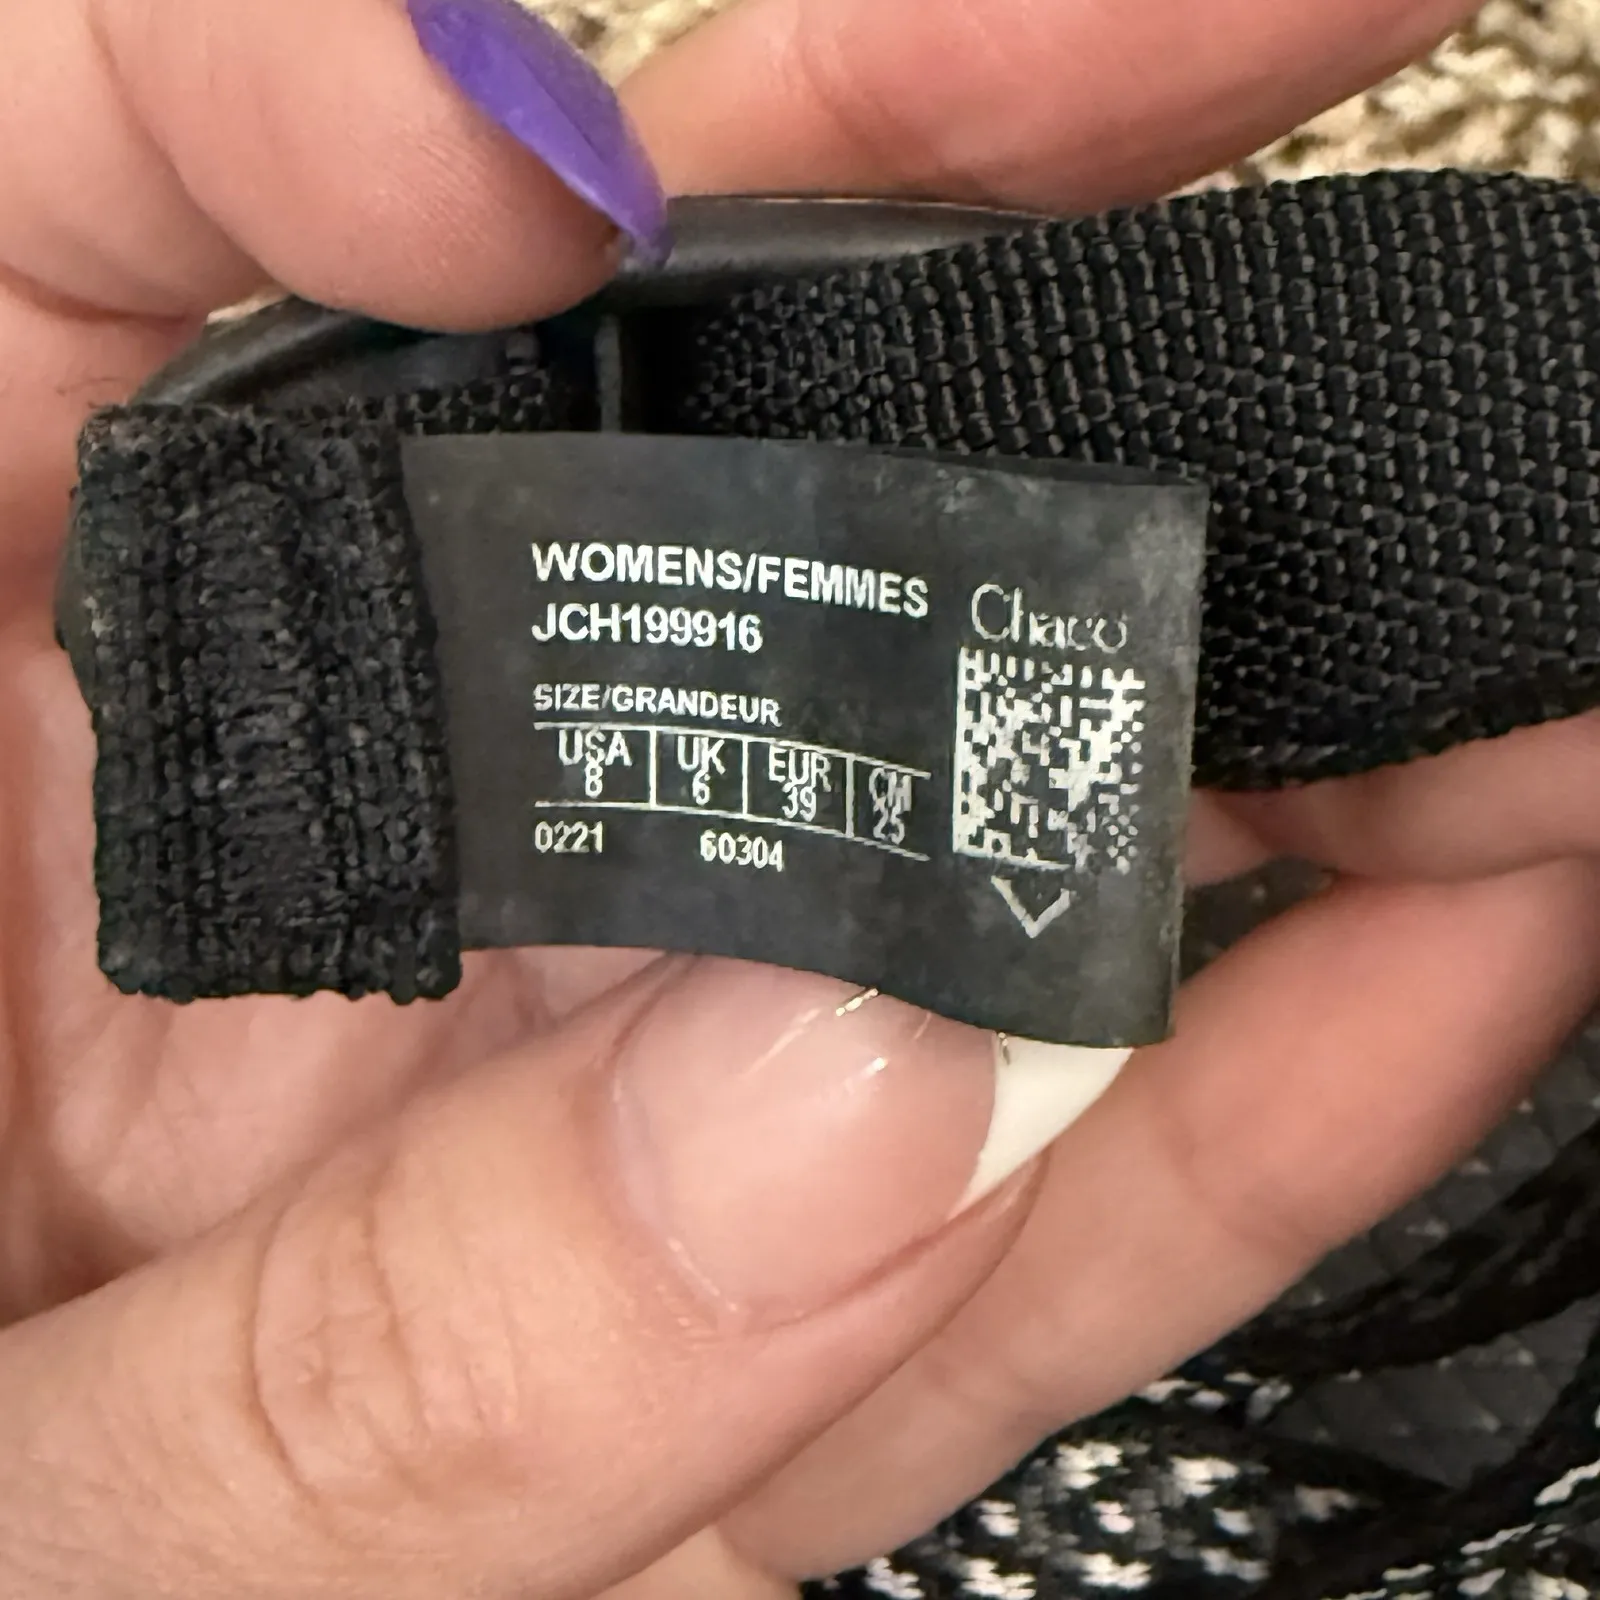 WOMENS/FEMMES
JCH199916
Chaco
SIZE/GRANDEUR
USA UK EUR CM
8 6 39 25
0221 60304